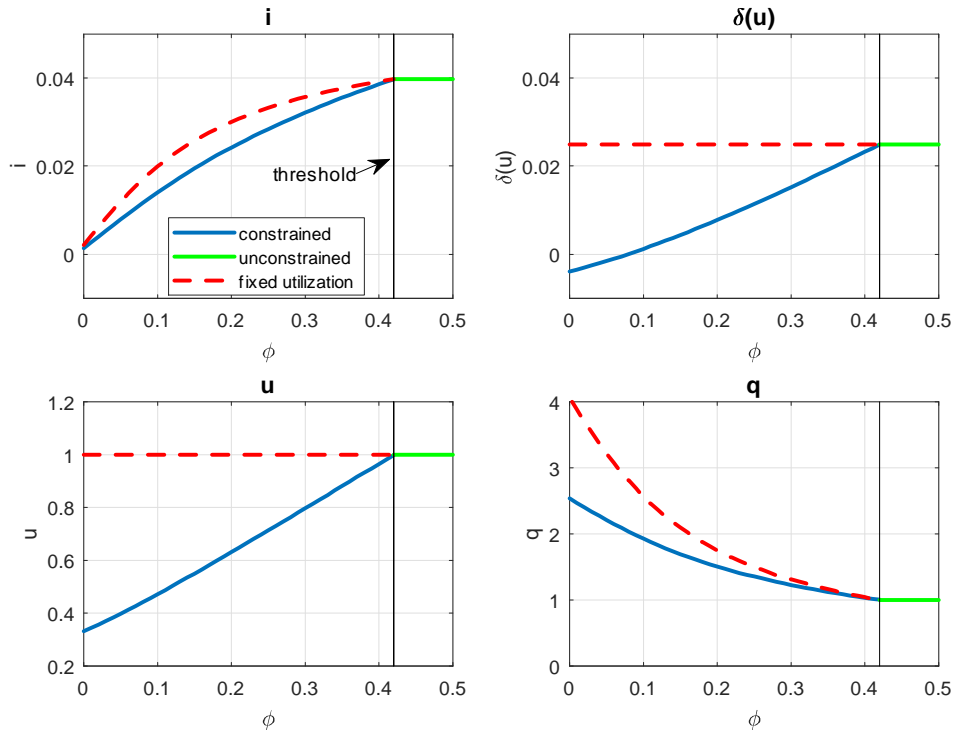 i
0.04
0.02
0
i
threshold
constrained
unconstrained
fixed utilization
0 0.1 0.2 0.3 0.4 0.5
ϕ
δ(u)
0.04
0.02
0
δ(u)
0 0.1 0.2 0.3 0.4 0.5
ϕ
u
1.2
1
0.8
0.6
0.4
0.2
u
0 0.1 0.2 0.3 0.4 0.5
ϕ
q
4
3
2
1
0
q
0 0.1 0.2 0.3 0.4 0.5
ϕ